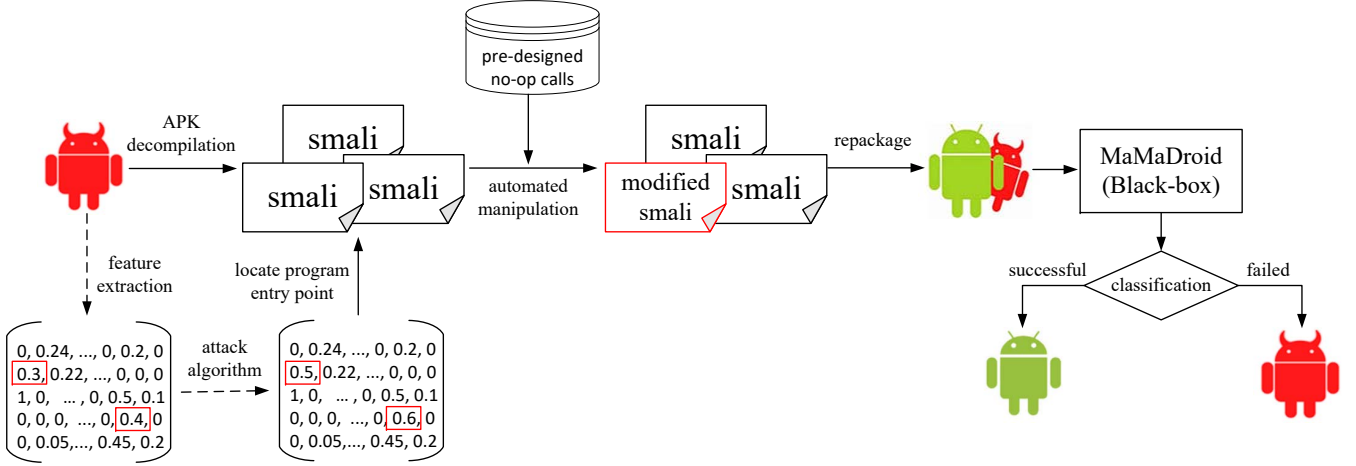 pre-designed
no-op calls
APK
decompilation
smali
smali
smali
automated
manipulation
smali
modified
smali
smali
repackage
MaMaDroid
(Black-box)
feature
extraction
locate program
entry point
successful
classification
failed
0, 0.24, ..., 0, 0.2, 0
0.3, 0.22, ..., 0, 0, 0
1, 0, ... , 0, 0.5, 0.1
0, 0, 0, ..., 0, 0.4, 0
0, 0.05,..., 0.45, 0.2
attack
algorithm
0, 0.24, ..., 0, 0.2, 0
0.5, 0.22, ..., 0, 0, 0
1, 0, ... , 0, 0.5, 0.1
0, 0, 0, ..., 0, 0.6, 0
0, 0.05,..., 0.45, 0.2